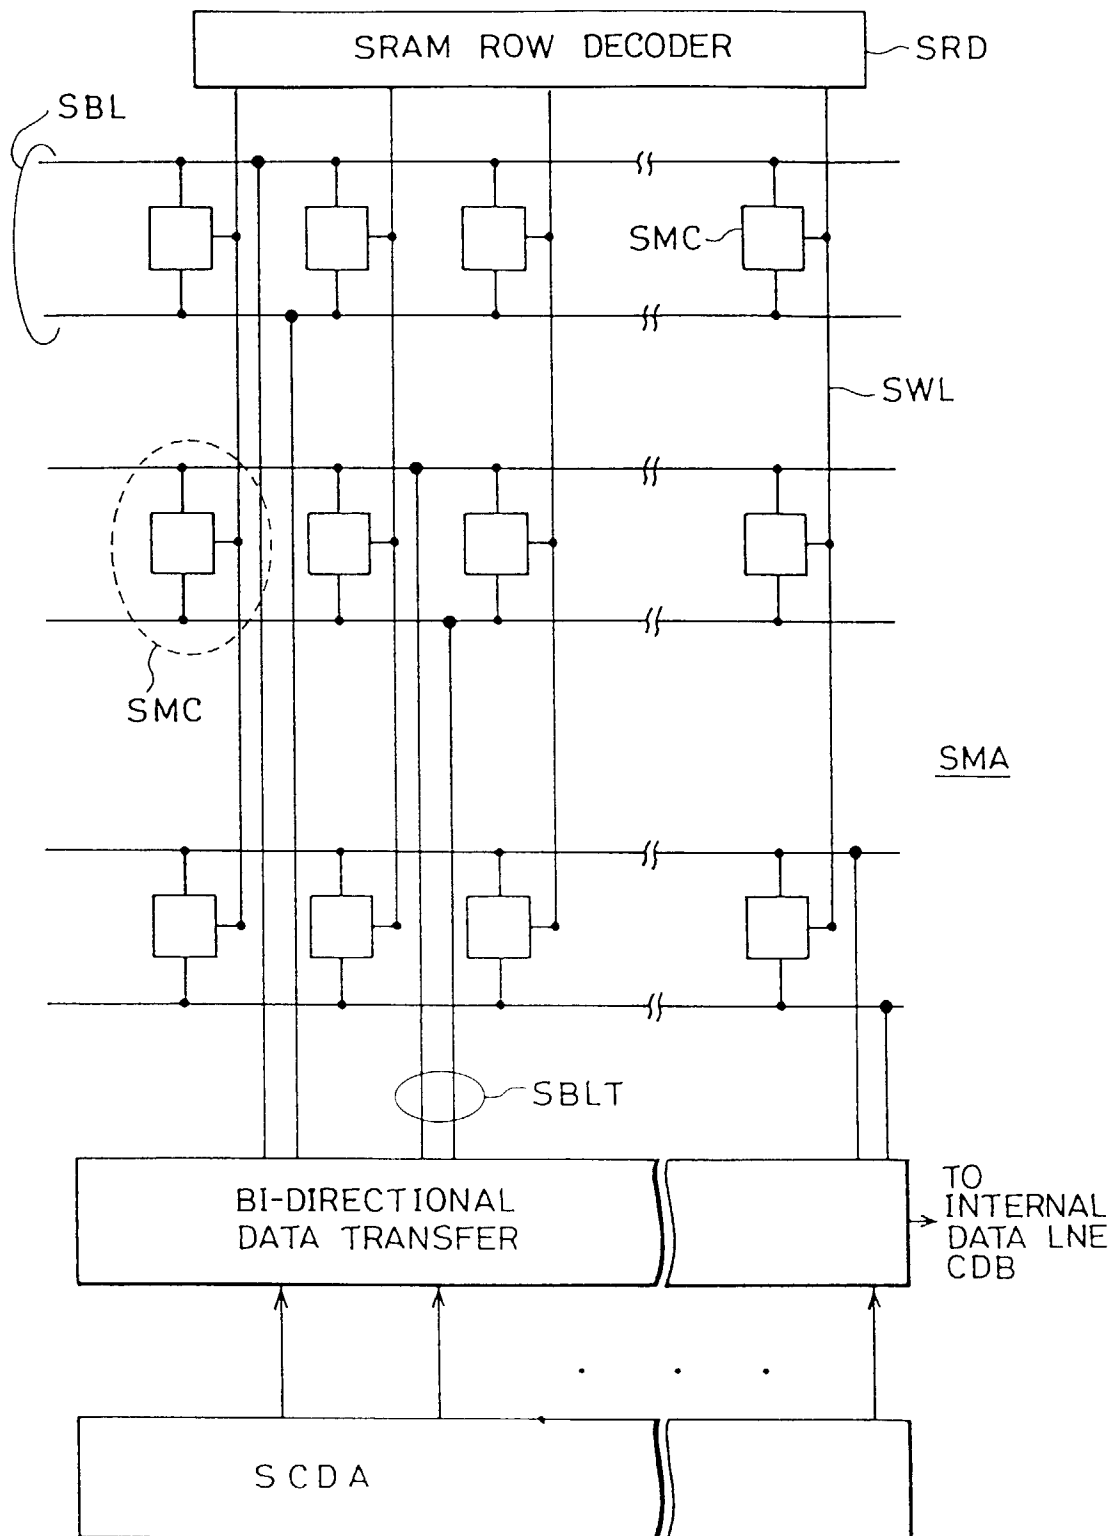 SRAM ROW DECODER
SRD
SBL
SMC
SWL
SMC
SMA
SBLT
BI-DIRECTIONAL
DATA TRANSFER
TO
INTERNAL
DATA LNE
CDB
SCDA